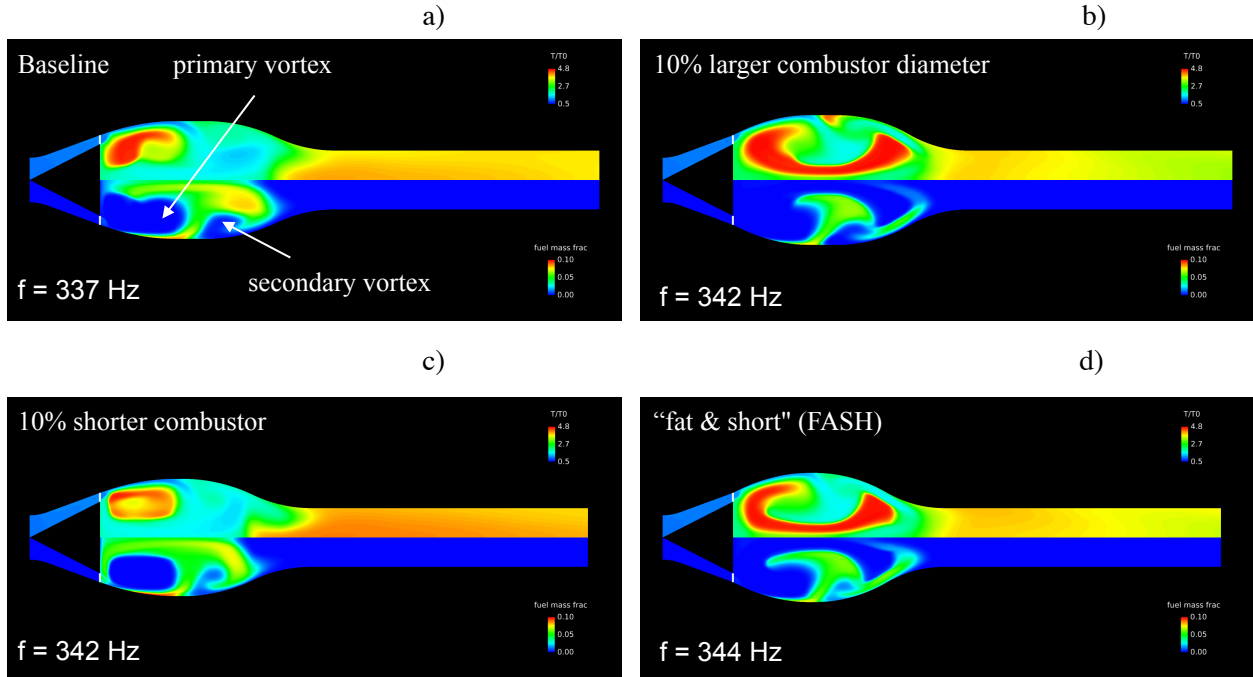 a)
Baseline
primary vortex
T/T0
4.8
2.7
0.5
secondary vortex
fuel mass frac
0.10
0.05
0.00
f = 337 Hz
b)
10% larger combustor diameter
T/T0
4.8
2.7
0.5
fuel mass frac
0.10
0.05
0.00
f = 342 Hz
c)
10% shorter combustor
T/T0
4.8
2.7
0.5
fuel mass frac
0.10
0.05
0.00
f = 342 Hz
d)
“fat & short" (FASH)
T/T0
4.8
2.7
0.5
fuel mass frac
0.10
0.05
0.00
f = 344 Hz